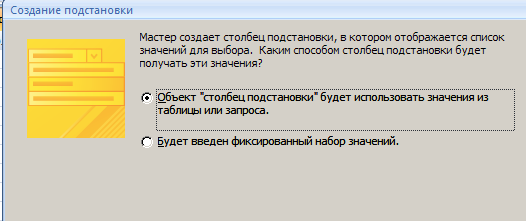 Создание подстановки
Мастер создает столбец подстановки, в котором отображается список
значений для выбора.  Каким способом столбец подстановки будет
получать эти значения?
Объект "столбец подстановки" будет использовать значения из
таблицы или запроса.
Будет введен фиксированный набор значений.